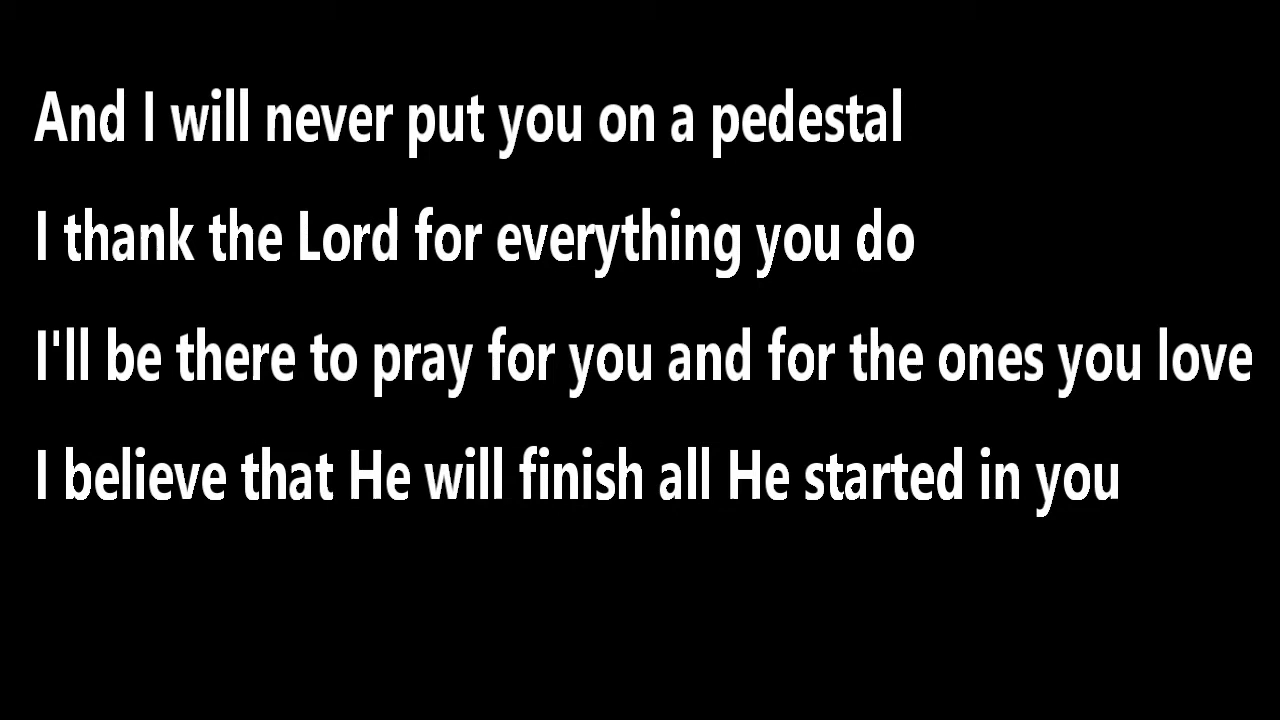 And I will never put you on a pedestal
I thank the Lord for everything you do
I'll be there to pray for you and for the ones you love
I believe that He will finish all He started in you